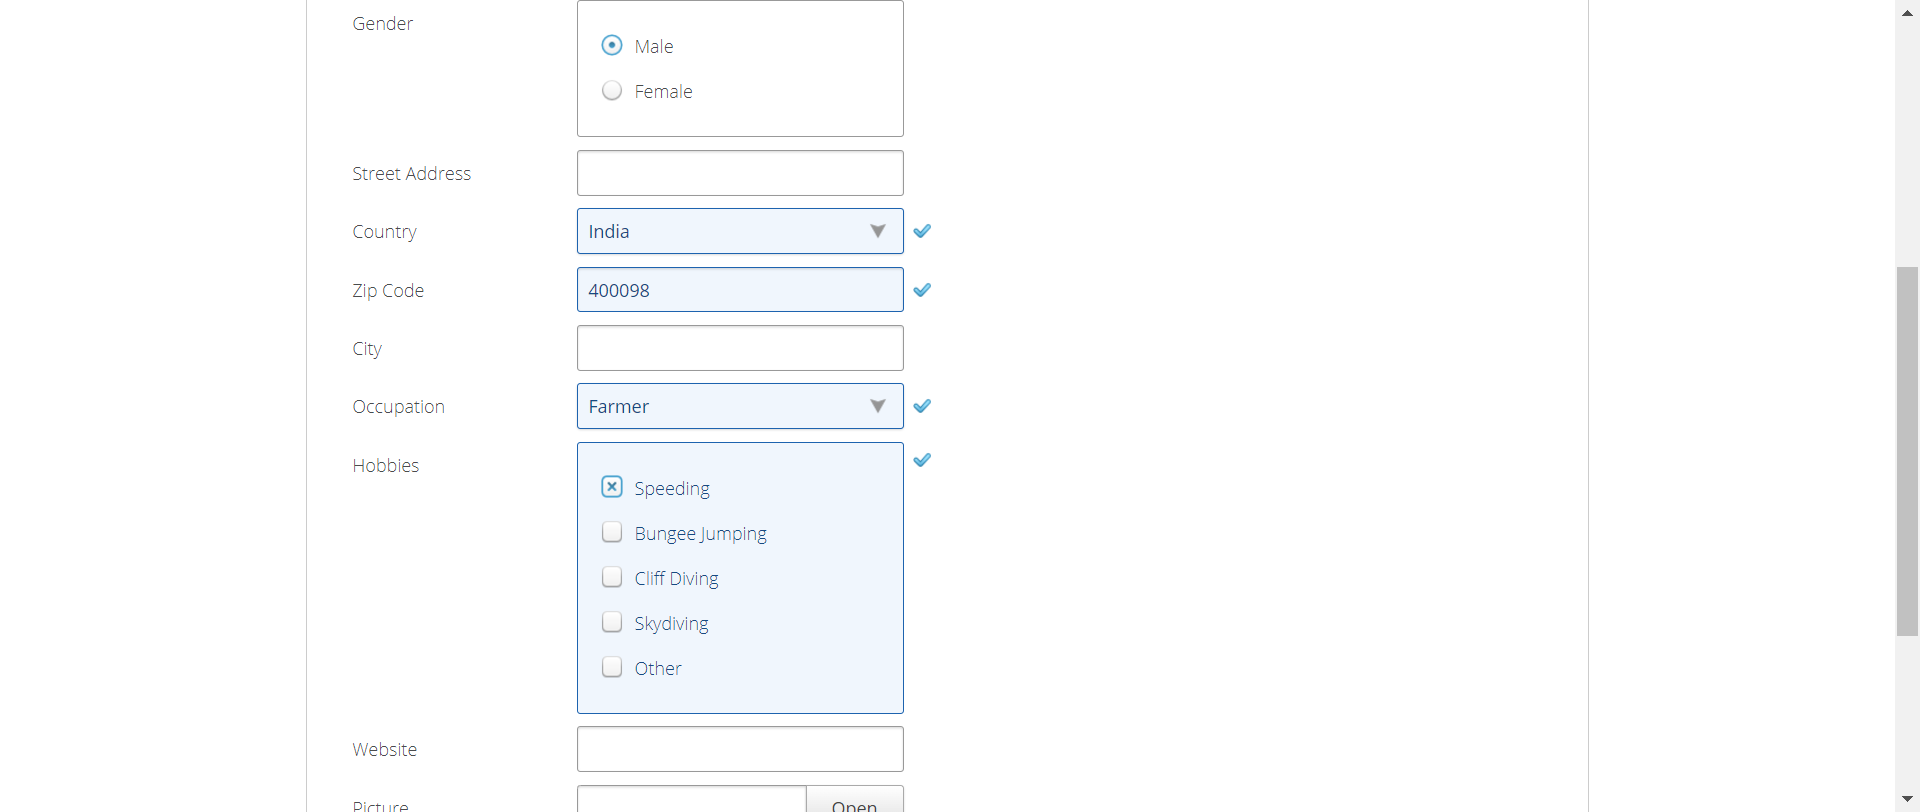 Gender
Male
Female
Street Address
Country
India
Zip Code
400098
City
Occupation
Farmer
Hobbies
Speeding
Bungee Jumping
Cliff Diving
Skydiving
Other
Website
Picture
Open